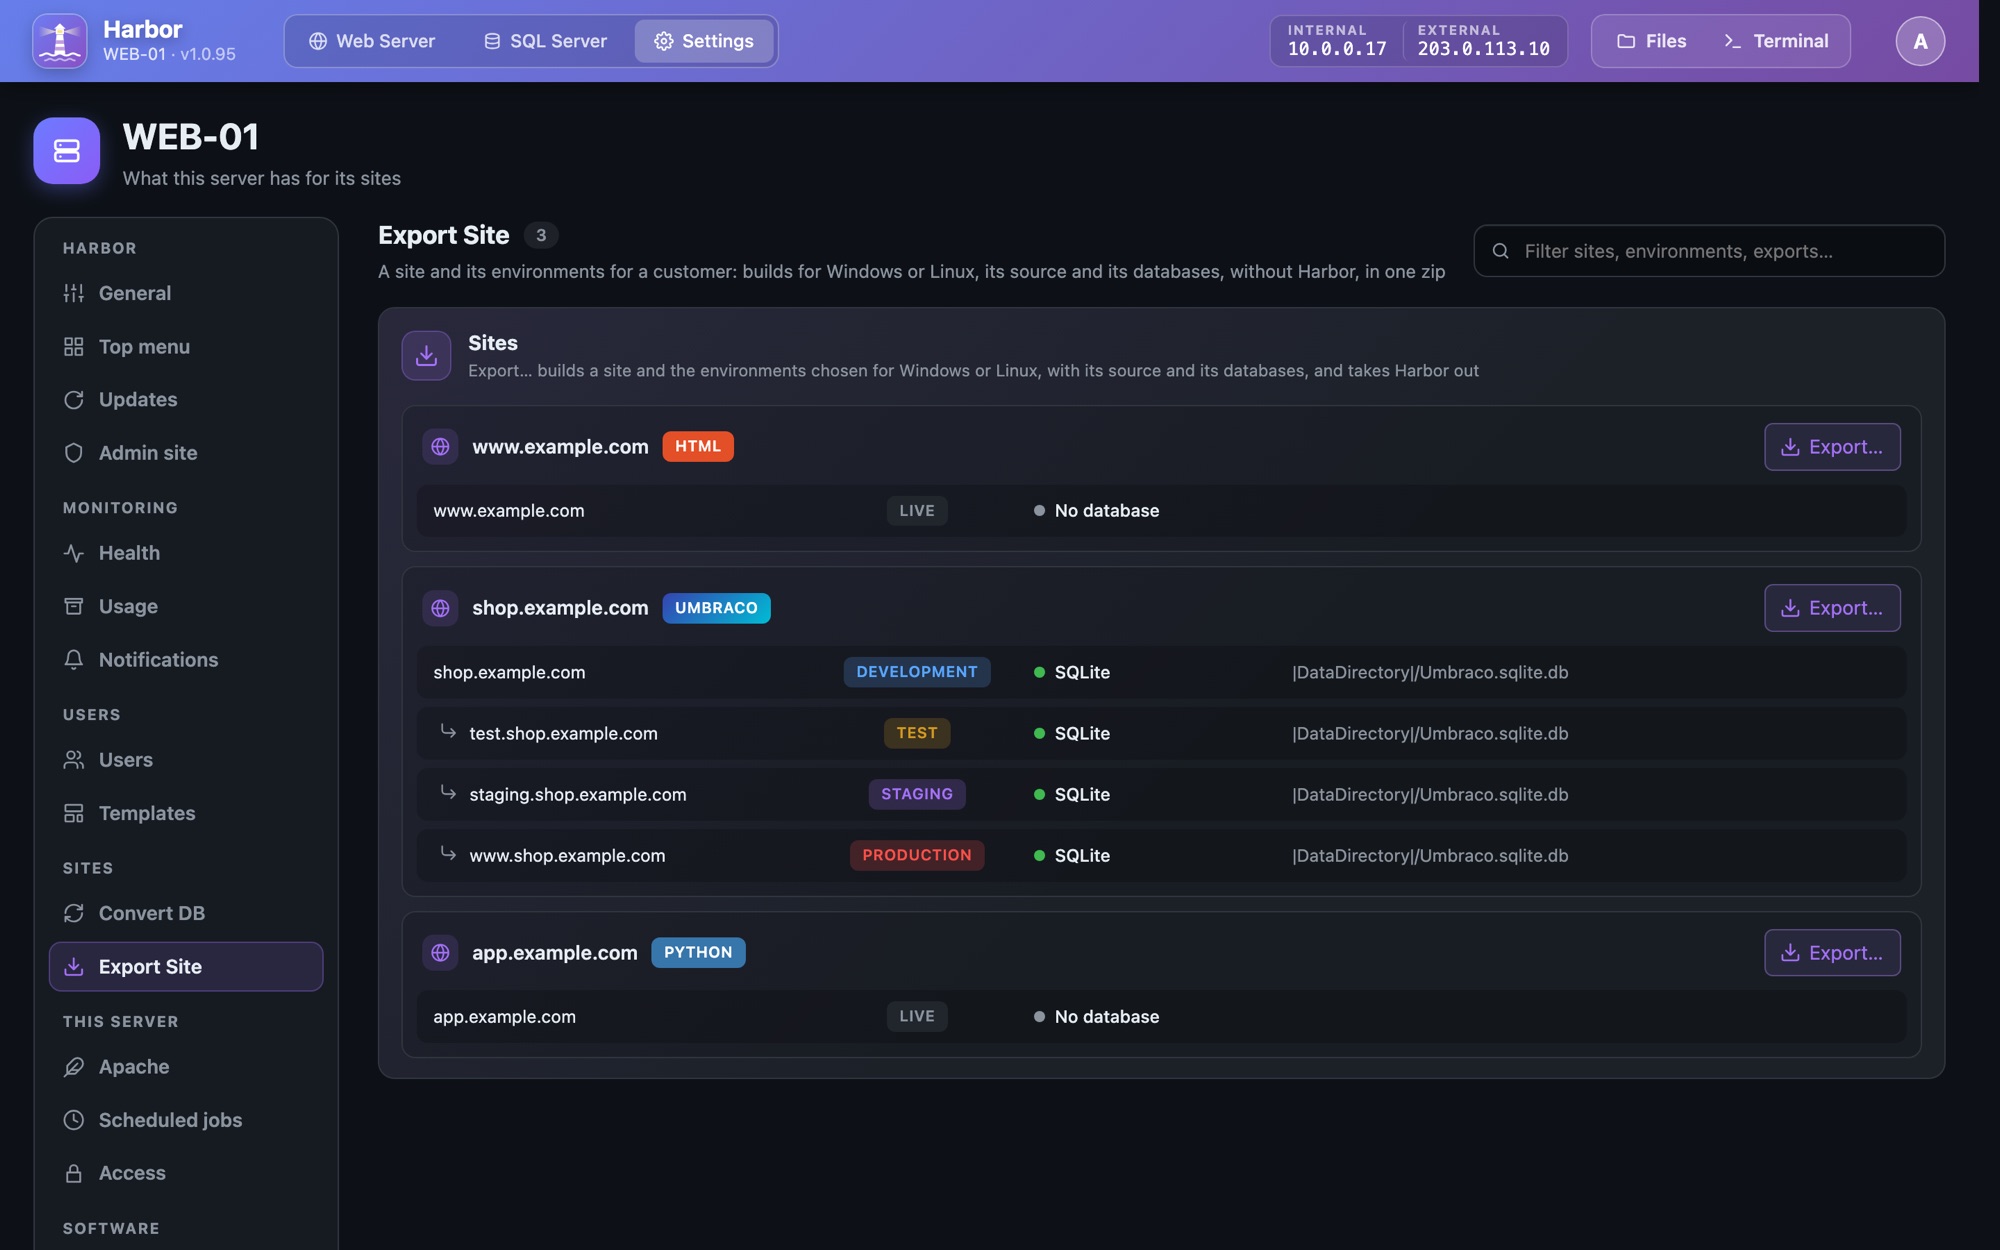 Harbor
WEB-01 · v1.0.95
Web Server
SQL Server
Settings
INTERNAL
10.0.0.17
EXTERNAL
203.0.113.10
Files
Terminal
A
WEB-01
What this server has for its sites
HARBOR
General
Top menu
Updates
Admin site
MONITORING
Health
Usage
Notifications
USERS
Users
Templates
SITES
Convert DB
Export Site
THIS SERVER
Apache
Scheduled jobs
Access
SOFTWARE
Export Site 3
A site and its environments for a customer: builds for Windows or Linux, its source and its databases, without Harbor, in one zip
Filter sites, environments, exports...
Sites
Export... builds a site and the environments chosen for Windows or Linux, with its source and its databases, and takes Harbor out
www.example.com HTML Export...
www.example.com LIVE No database
shop.example.com UMBRACO Export...
shop.example.com DEVELOPMENT SQLite |DataDirectory|/Umbraco.sqlite.db
test.shop.example.com TEST SQLite |DataDirectory|/Umbraco.sqlite.db
staging.shop.example.com STAGING SQLite |DataDirectory|/Umbraco.sqlite.db
www.shop.example.com PRODUCTION SQLite |DataDirectory|/Umbraco.sqlite.db
app.example.com PYTHON Export...
app.example.com LIVE No database